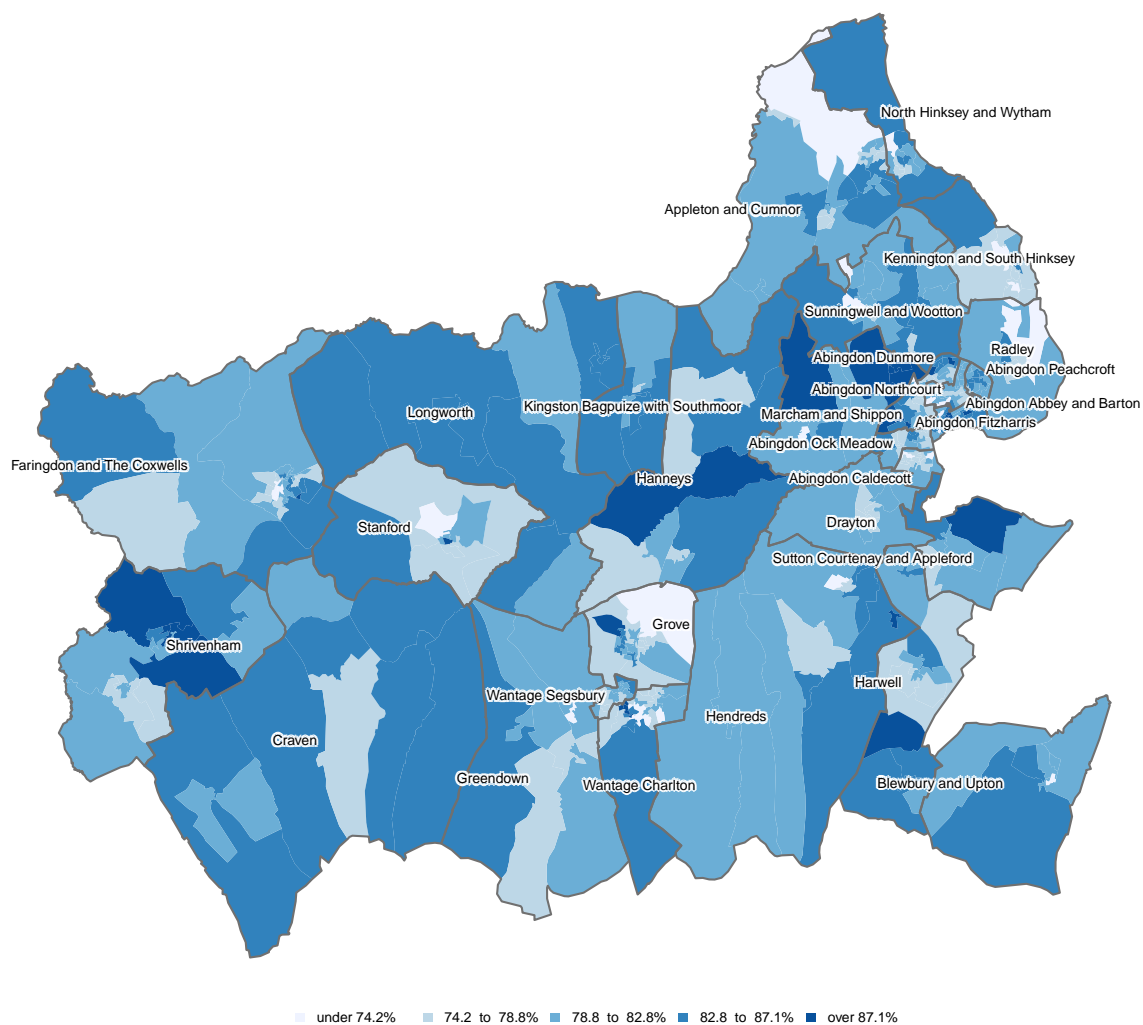 North Hinksey and Wytham
Appleton and Cumnor
Kennington and South Hinksey
Sunningwell and Wootton
Radley
Abingdon Dunmore
Abingdon Peachcroft
Abingdon Northcourt
Abingdon Abbey and Barton
Kingston Bagpuize with Southmoor
Longworth
Marcham and Shippon
Abingdon Fitzharris
Abingdon Ock Meadow
Faringdon and The Coxwells
Hanneys
Abingdon Caldecott
Stanford
Drayton
Sutton Courtenay and Appleford
Grove
Shrivenham
Harwell
Wantage Segsbury
Hendreds
Craven
Greendown
Wantage Charlton
Blewbury and Upton
under 74.2% 74.2 to 78.8% 78.8 to 82.8% 82.8 to 87.1% over 87.1%